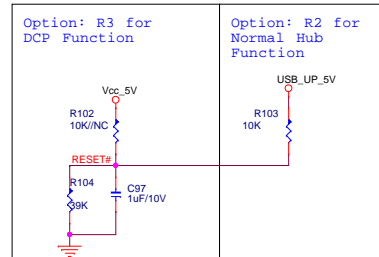 Option: R3 for
DCP Function
Option: R2 for
Normal Hub
Function
Vcc_5V
USB_UP_5V
R102
10K//NC
R103
10K
RESET#
R104
39K
C97
1uF/10V